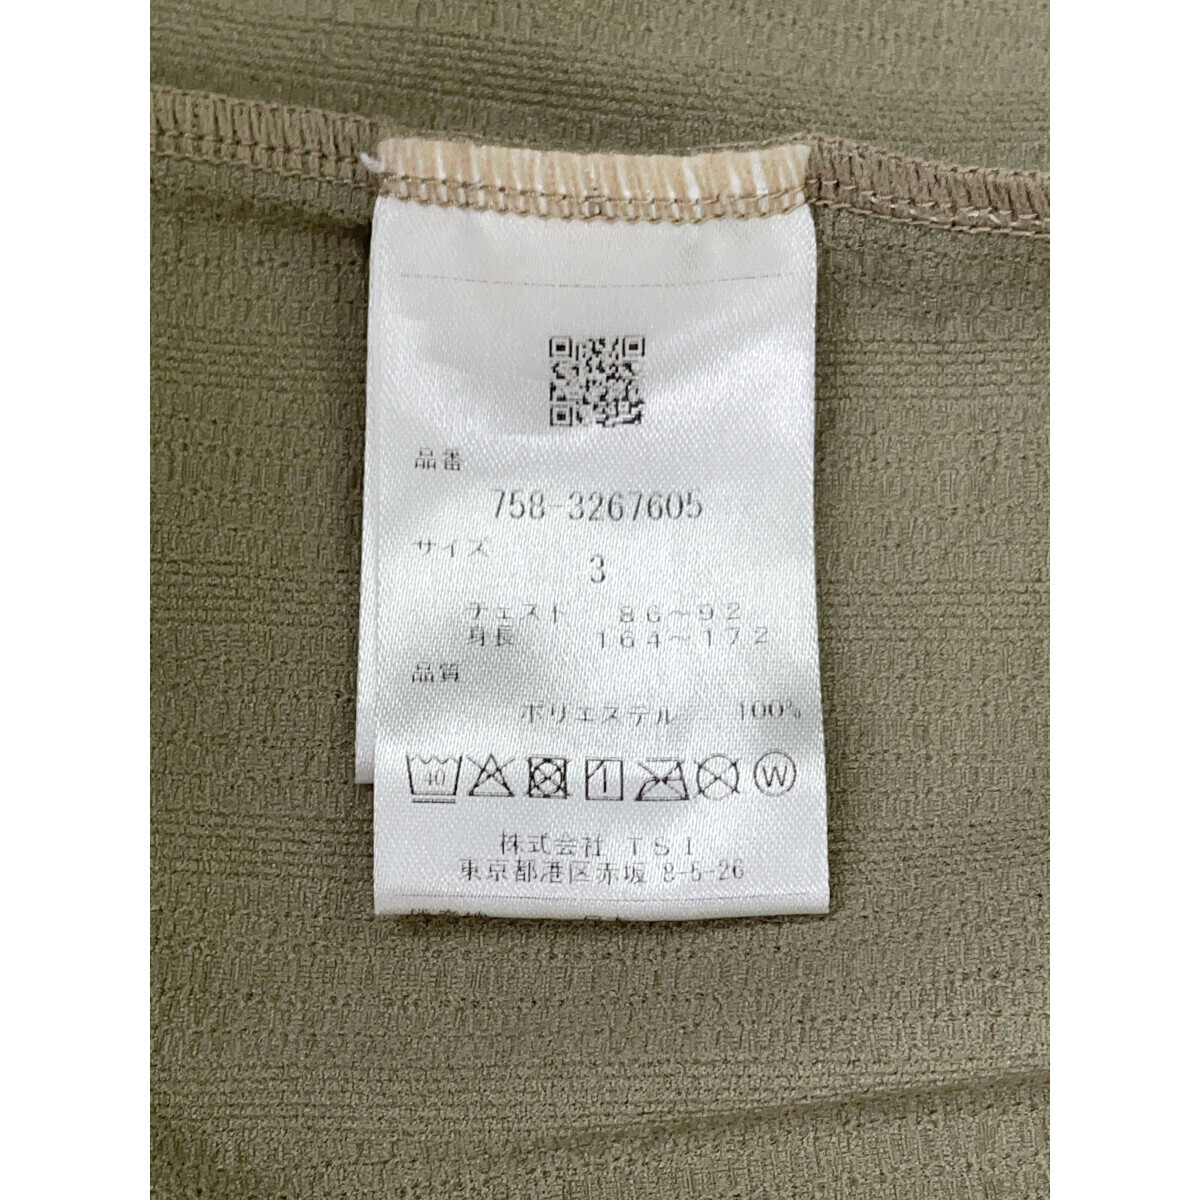 品番
758-3267605
サイズ
3
チェスト 86~92
身長 164~172
品質
ポリエステル 100%
40
W
株式会社 TSI
東京都港区赤坂 8-5-26